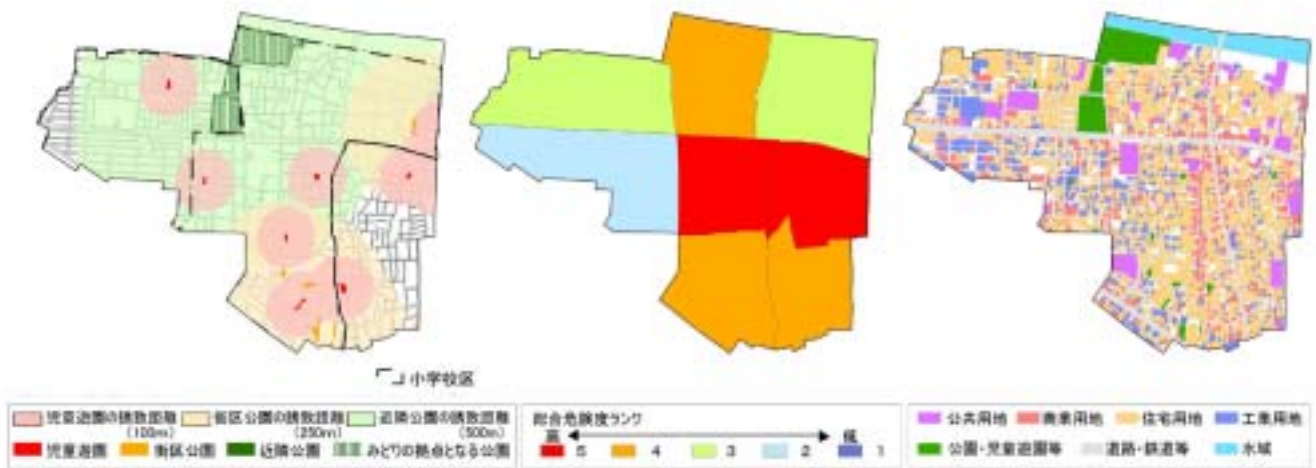 小学校区
児童遊園の誘致距離 街区公園の誘致距離 近隣公園の誘致距離
(100m) (250m) (500m)
児童遊園 街区公園 近隣公園 みどりの拠点となる公園
総合危険度ランク
高 低
5 4 3 2 1
公共用地 商業用地 住宅用地 工業用地
公園・児童遊園等 道路・鉄道等 水域